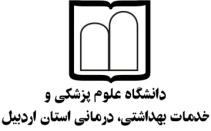 دانشگاه علوم پزشکی و
خدمات بهداشتی، درمانی استان اردبیل